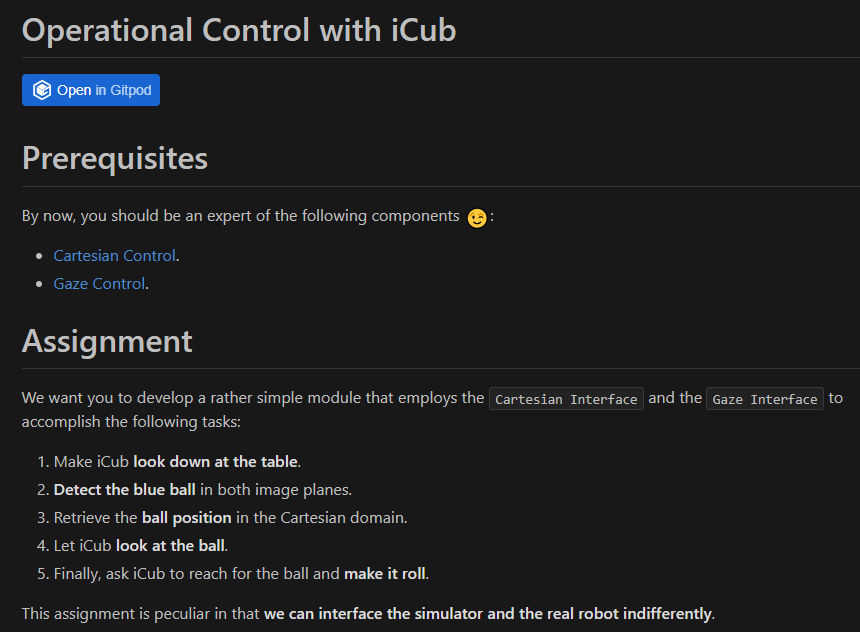 Operational Control with iCub
Open in Gitpod
Prerequisites
By now, you should be an expert of the following components 😉:
• Cartesian Control.
• Gaze Control.
Assignment
We want you to develop a rather simple module that employs the Cartesian Interface and the Gaze Interface to
accomplish the following tasks:
1. Make iCub look down at the table.
2. Detect the blue ball in both image planes.
3. Retrieve the ball position in the Cartesian domain.
4. Let iCub look at the ball.
5. Finally, ask iCub to reach for the ball and make it roll.
This assignment is peculiar in that we can interface the simulator and the real robot indifferently.